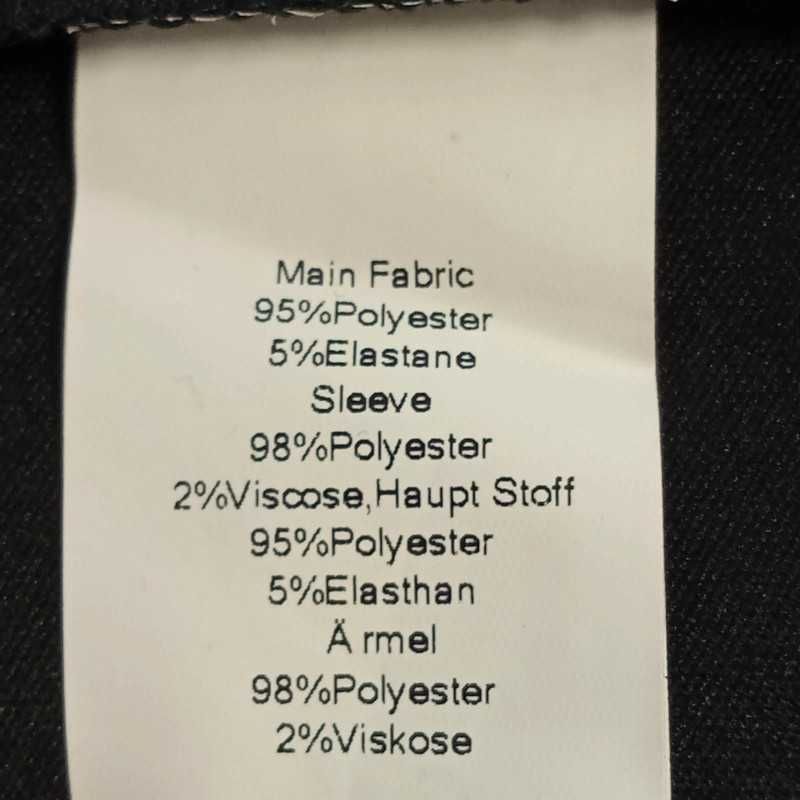 Main Fabric
95%Polyester
5%Elastane
Sleeve
98%Polyester
2%Viscose,Haupt Stoff
95%Polyester
5%Elasthan
Ä rmel
98%Polyester
2%Viskose